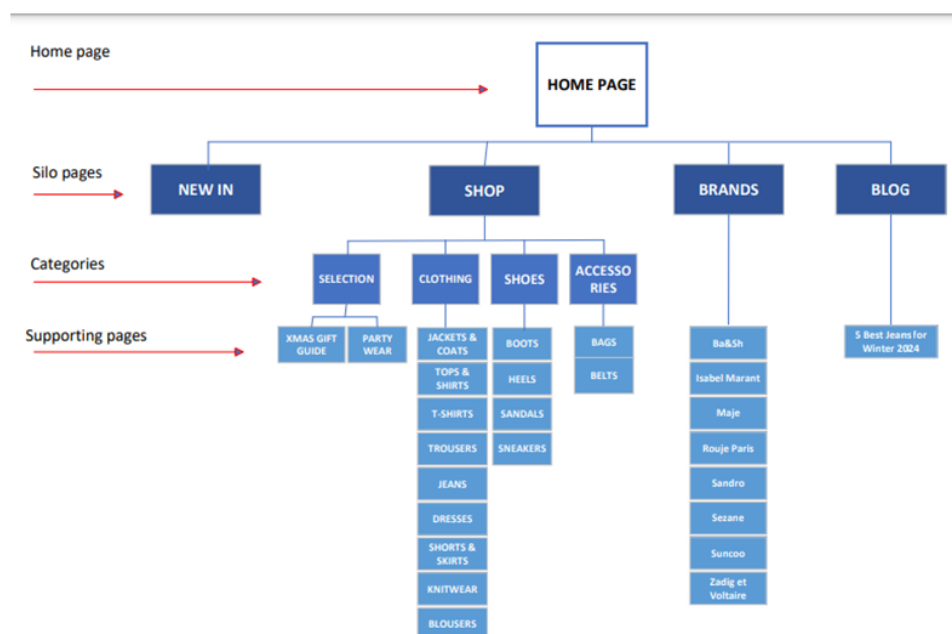 Home page
HOME PAGE
Silo pages
NEW IN
SHOP
BRANDS
BLOG
Categories
SELECTION
CLOTHING
SHOES
ACCESSO
RIES
Supporting pages
XMAS GIFT
GUIDE
PARTY
WEAR
JACKETS &
COATS
TOPS &
SHIRTS
T-SHIRTS
TROUSERS
JEANS
DRESSES
SHORTS &
SKIRTS
KNITWEAR
BLOUSERS
BOOTS
HEELS
SANDALS
SNEAKERS
BAGS
BELTS
Ba&Sh
Isabel Marant
Maje
Rouje Paris
Sandro
Sezane
Suncoo
Zadig et
Voltaire
5 Best Jeans for
Winter 2024